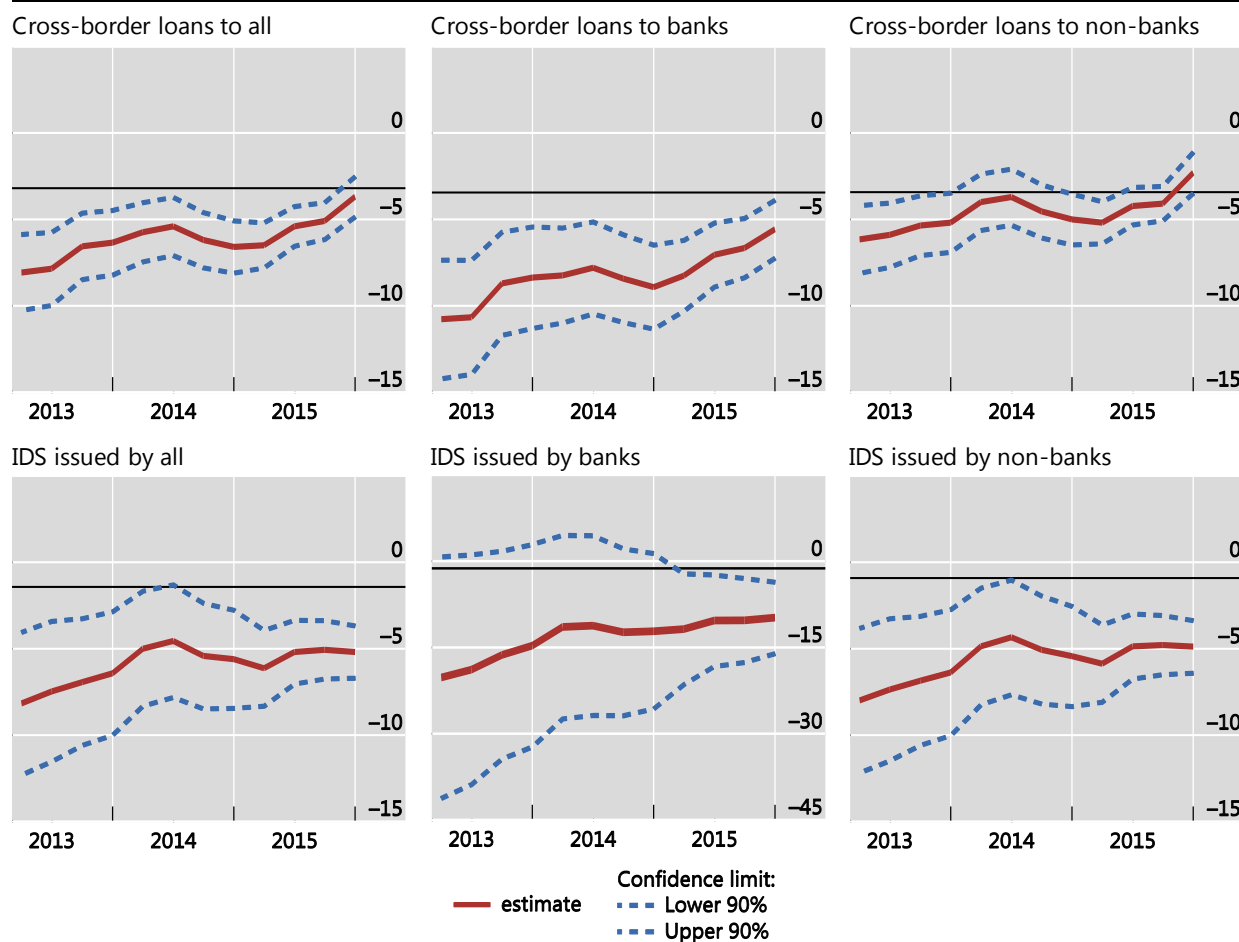 Cross-border loans to all
0
–5
–10
–15
2013 2014 2015
Cross-border loans to banks
0
–5
–10
–15
2013 2014 2015
Cross-border loans to non-banks
0
–5
–10
–15
2013 2014 2015
IDS issued by all
0
–5
–10
–15
2013 2014 2015
IDS issued by banks
0
–15
–30
–45
2013 2014 2015
IDS issued by non-banks
0
–5
–10
–15
2013 2014 2015
estimate
Confidence limit:
Lower 90%
Upper 90%